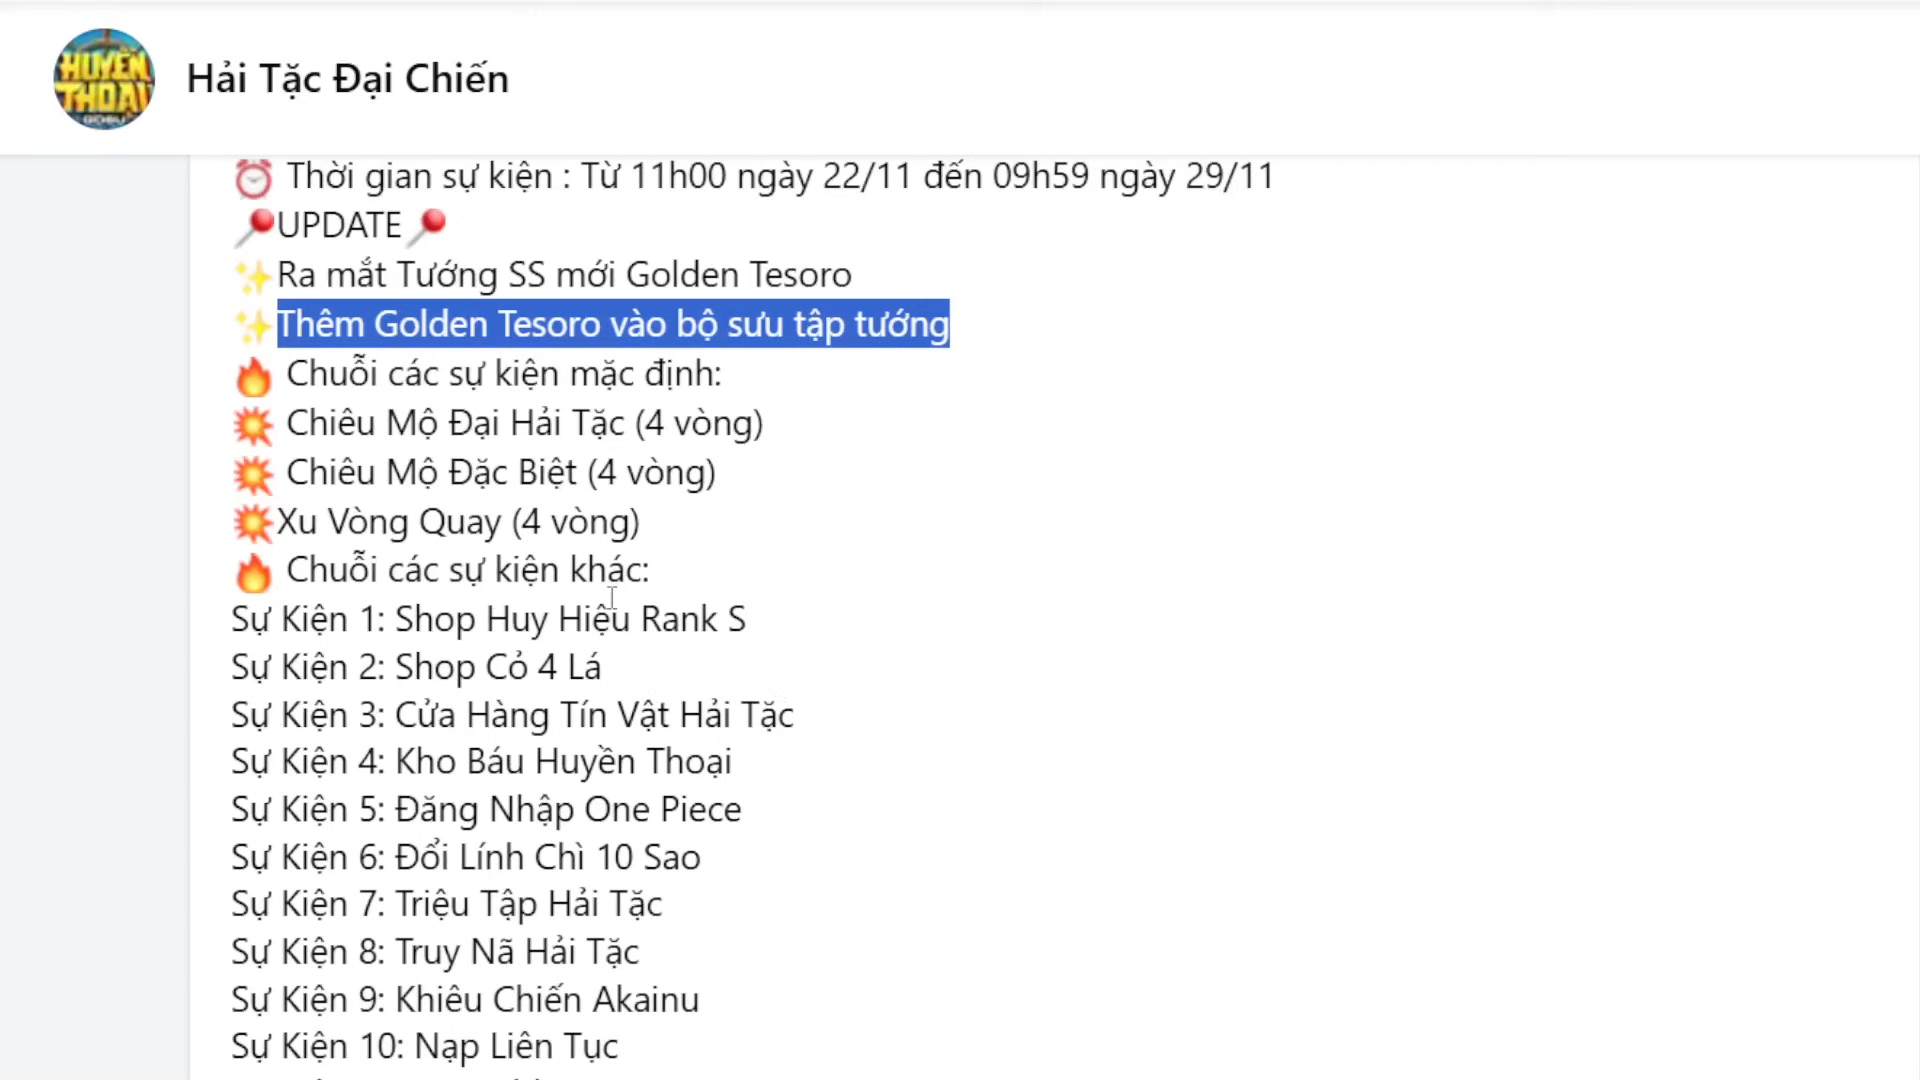 HUYỀN
THOẠI
GOSU
Hải Tặc Đại Chiến
⏰ Thời gian sự kiện : Từ 11h00 ngày 22/11 đến 09h59 ngày 29/11
📍UPDATE📍
✨Ra mắt Tướng SS mới Golden Tesoro
✨Thêm Golden Tesoro vào bộ sưu tập tướng
🔥 Chuỗi các sự kiện mặc định:
💥 Chiêu Mộ Đại Hải Tặc (4 vòng)
💥 Chiêu Mộ Đặc Biệt (4 vòng)
💥Xu Vòng Quay (4 vòng)
🔥 Chuỗi các sự kiện khác:
Sự Kiện 1: Shop Huy Hiệu Rank S
Sự Kiện 2: Shop Cỏ 4 Lá
Sự Kiện 3: Cửa Hàng Tín Vật Hải Tặc
Sự Kiện 4: Kho Báu Huyền Thoại
Sự Kiện 5: Đăng Nhập One Piece
Sự Kiện 6: Đổi Lính Chì 10 Sao
Sự Kiện 7: Triệu Tập Hải Tặc
Sự Kiện 8: Truy Nã Hải Tặc
Sự Kiện 9: Khiêu Chiến Akainu
Sự Kiện 10: Nạp Liên Tục